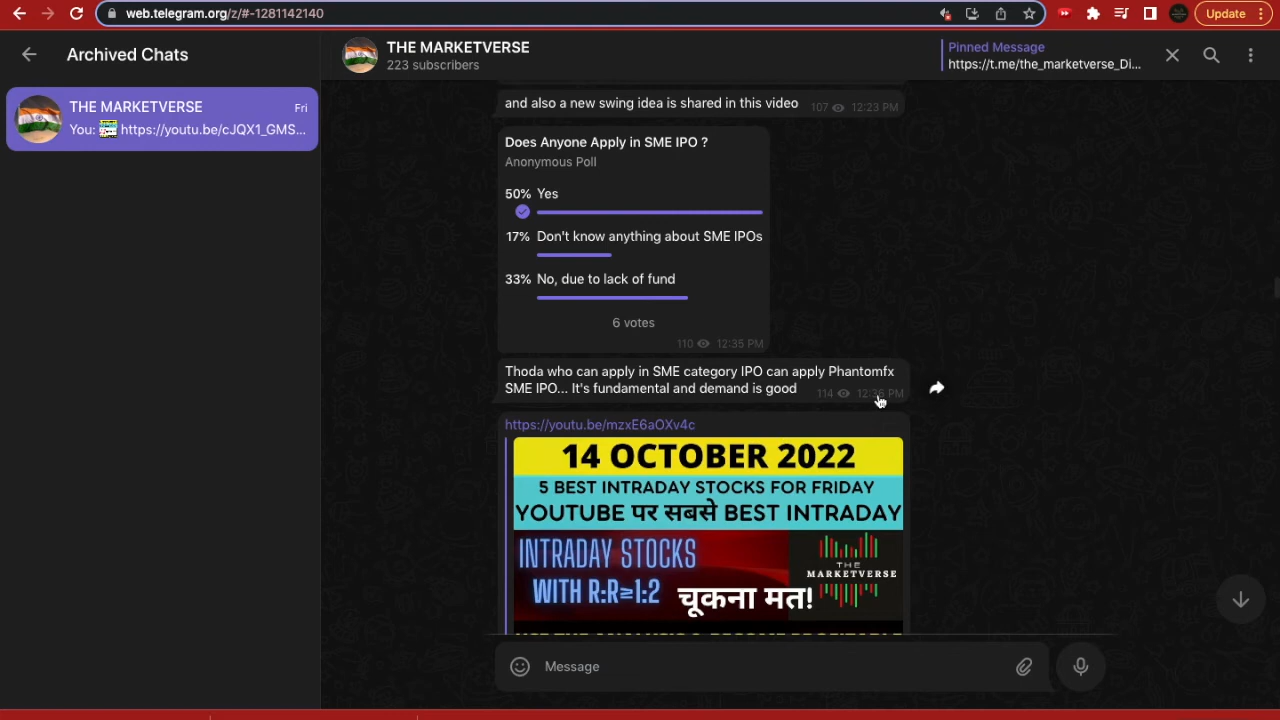 web.telegram.org/z/#-1281142140
Update
Archived Chats
THE MARKETVERSE
Fri
You: https://youtu.be/cJQX1_GMS...
THE MARKETVERSE
223 subscribers
Pinned Message
https://t.me/the_marketverse_Di...
and also a new swing idea is shared in this video
107 12:23 PM
Does Anyone Apply in SME IPO ?
Anonymous Poll
50% Yes
17% Don't know anything about SME IPOs
33% No, due to lack of fund
6 votes
110 12:35 PM
Thoda who can apply in SME category IPO can apply Phantomfx
SME IPO... It's fundamental and demand is good
114 PM
https://youtu.be/mzxE6aOXv4c
14 OCTOBER 2022
5 BEST INTRADAY STOCKS FOR FRIDAY
YOUTUBE पर सबसे BEST INTRADAY
INTRADAY STOCKS
WITH R:R≥1:2
चूकना मत!
THE
MARKETVERSE
Message